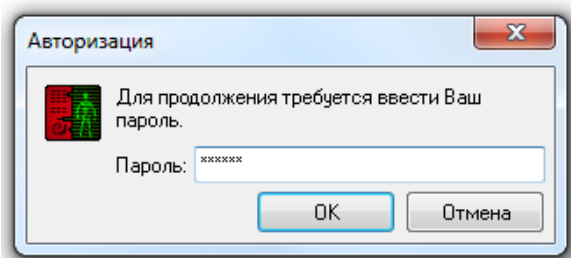 Авторизация
Для продолжения требуется ввести Ваш
пароль.
Пароль: ******
OK Отмена